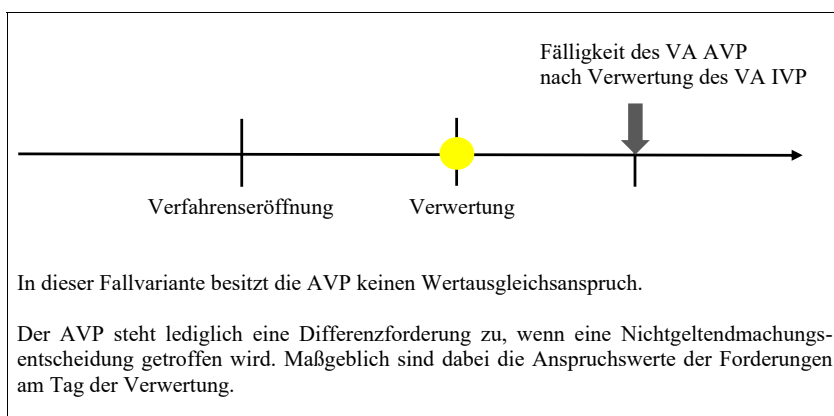 Fälligkeit des VA AVP
nach Verwertung des VA IVP
Verfahrenseröffnung
Verwertung
In dieser Fallvariante besitzt die AVP keinen Wertausgleichsanspruch.
Der AVP steht lediglich eine Differenzforderung zu, wenn eine Nichtgeltendmachungs-
entscheidung getroffen wird. Maßgeblich sind dabei die Anspruchswerte der Forderungen
am Tag der Verwertung.